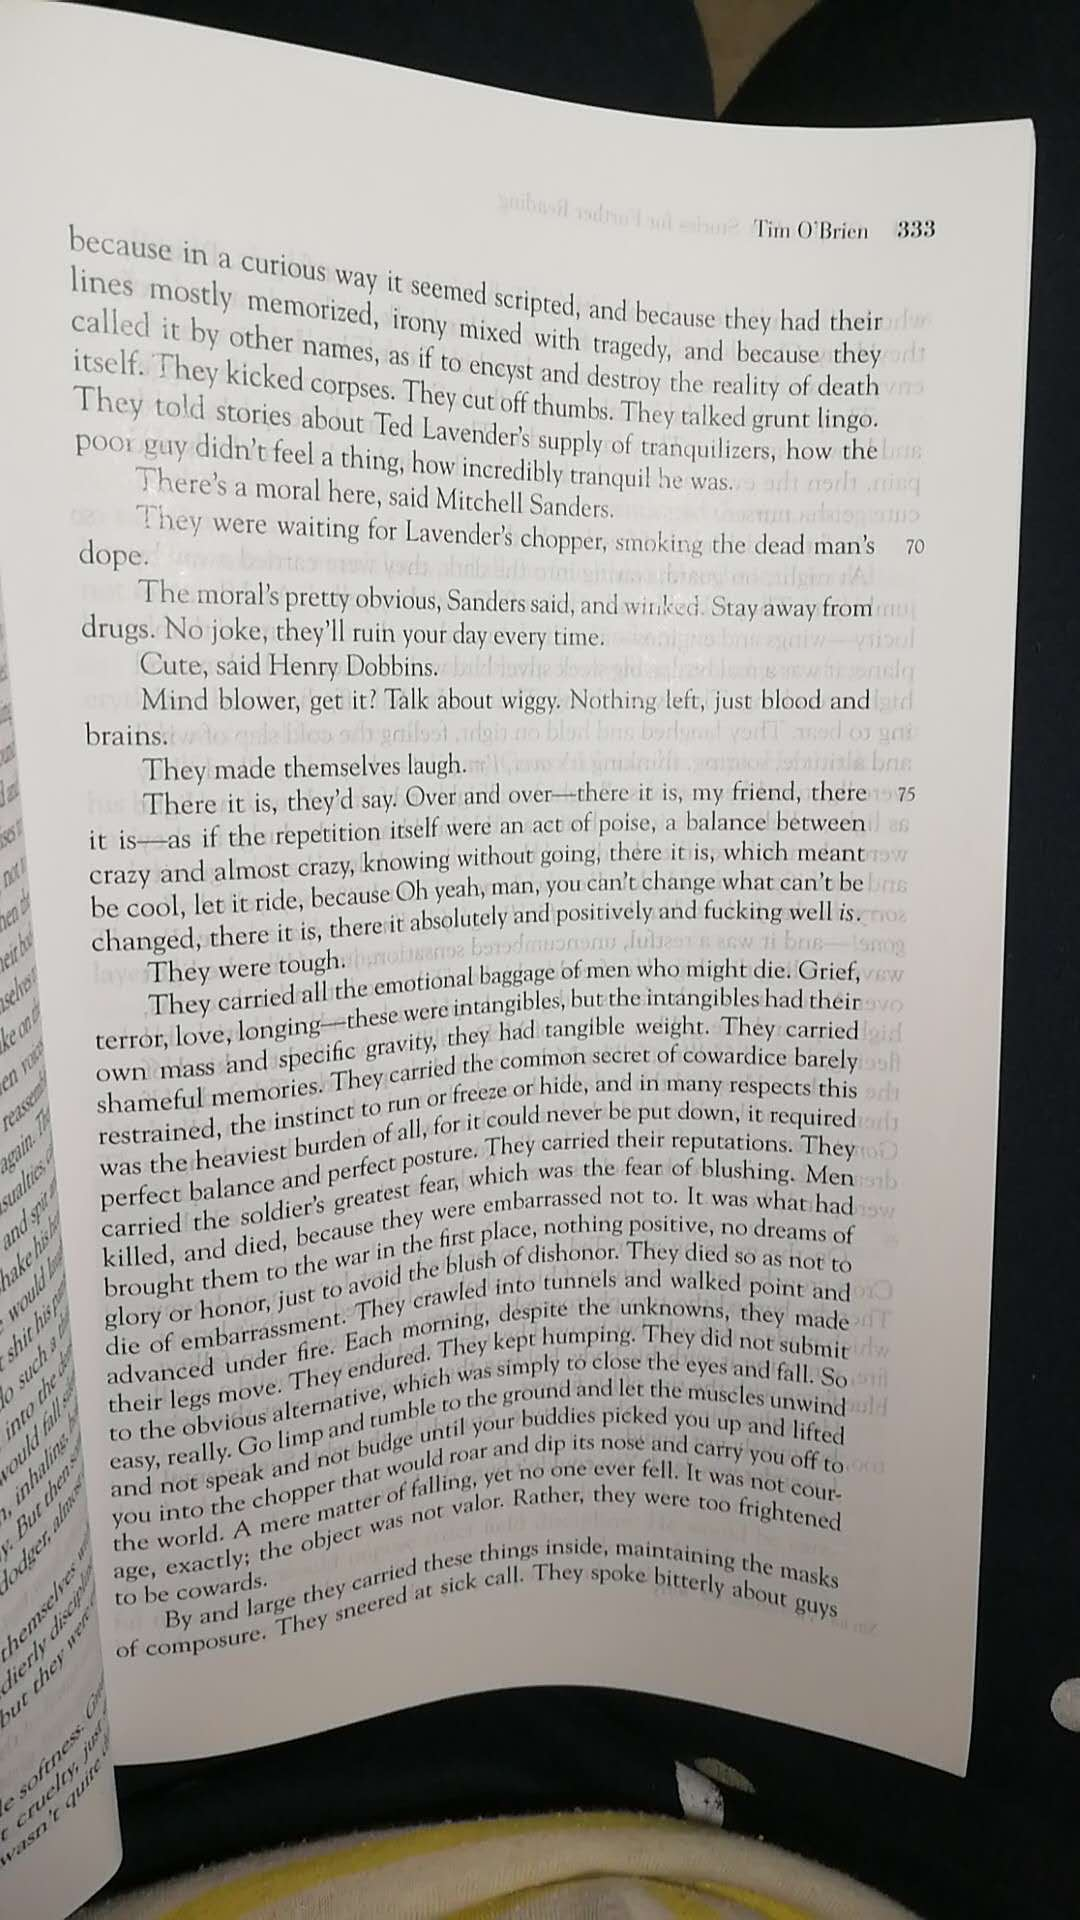 Tim O'Brien 333
because in a curious way it seemed scripted, and because they had their
lines mostly memorized, irony mixed with tragedy, and because they
called it by other names, as if to encyst and destroy the reality of death
itself. They kicked corpses. They cut off thumbs. They talked grunt lingo.
They told stories about Ted Lavender's supply of tranquilizers, how the
poor guy didn't feel a thing, how incredibly tranquil he was.
There's a moral here, said Mitchell Sanders.
They were waiting for Lavender's chopper, smoking the dead man's 70
dope.
The moral's pretty obvious, Sanders said, and winked. Stay away from
drugs. No joke, they'll ruin your day every time.
Cute, said Henry Dobbins.
Mind blower, get it? Talk about wiggy. Nothing left, just blood and
brains.
They made themselves laugh.
There it is, they'd say. Over and over—there it is, my friend, there 75
it is—as if the repetition itself were an act of poise, a balance between
crazy and almost crazy, knowing without going, there it is, which meant
be cool, let it ride, because Oh yeah, man, you can't change what can't be
changed, there it is, there it absolutely and positively and fucking well is.
They were tough.
They carried all the emotional baggage of men who might die. Grief,
terror, love, longing—these were intangibles, but the intangibles had their
own mass and specific gravity, they had tangible weight. They carried
shameful memories. They carried the common secret of cowardice barely
restrained, the instinct to run or freeze or hide, and in many respects this
was the heaviest burden of all, for it could never be put down, it required
perfect balance and perfect posture. They carried their reputations. They
carried the soldier's greatest fear, which was the fear of blushing. Men
killed, and died, because they were embarrassed not to. It was what had
brought them to the war in the first place, nothing positive, no dreams of
glory or honor, just to avoid the blush of dishonor. They died so as not to
die of embarrassment. They crawled into tunnels and walked point and
advanced under fire. Each morning, despite the unknowns, they made
their legs move. They endured. They kept humping. They did not submit
to the obvious alternative, which was simply to close the eyes and fall. So
easy, really. Go limp and tumble to the ground and let the muscles unwind
and not speak and not budge until your buddies picked you up and lifted
you into the chopper that would roar and dip its nose and carry you off to
the world. A mere matter of falling, yet no one ever fell. It was not cour-
age, exactly; the object was not valor. Rather, they were too frightened
to be cowards.
By and large they carried these things inside, maintaining the masks
of composure. They sneered at sick call. They spoke bitterly about guys